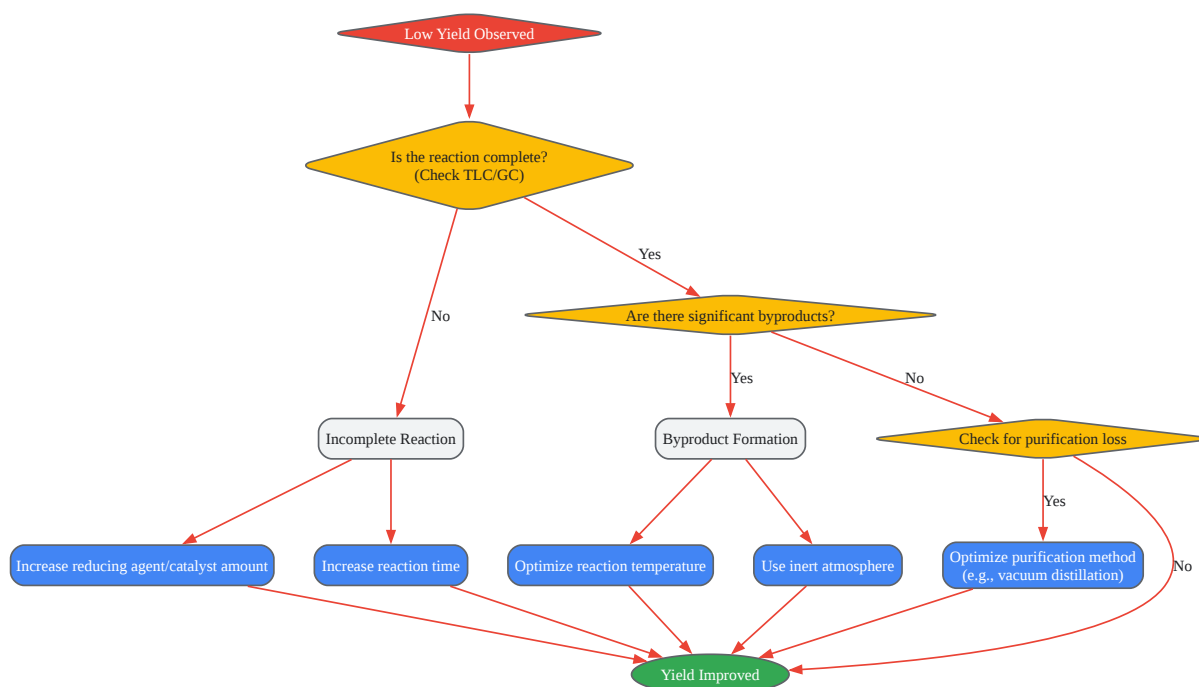 Low Yield Observed
Is the reaction complete?
(Check TLC/GC)
Yes
No
Are there significant byproducts?
Yes
No
Incomplete Reaction
Byproduct Formation
Check for purification loss
Yes
Increase reducing agent/catalyst amount
Increase reaction time
Optimize reaction temperature
Use inert atmosphere
Optimize purification method
(e.g., vacuum distillation)
No
Yield Improved